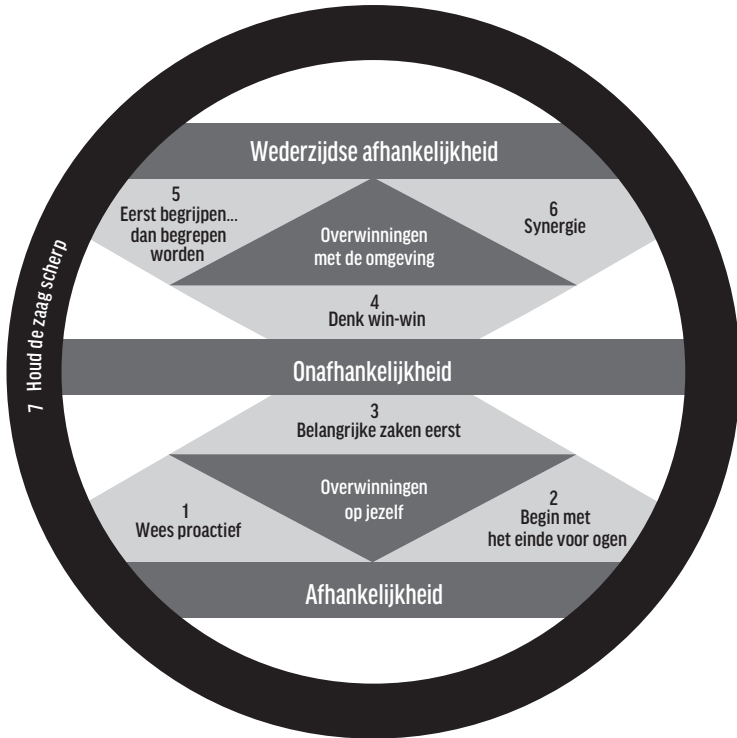 Wederzijdse afhankelijkheid
5
Eerst begrijpen...
dan begrepen
worden
Overwinningen
met de omgeving
6
Synergie
4
Denk win-win
7 Houd de zaag scherp
Onafhankelijkheid
3
Belangrijke zaken eerst
Overwinningen
op jezelf
1
Wees proactief
2
Begin met
het einde voor ogen
Afhankelijkheid